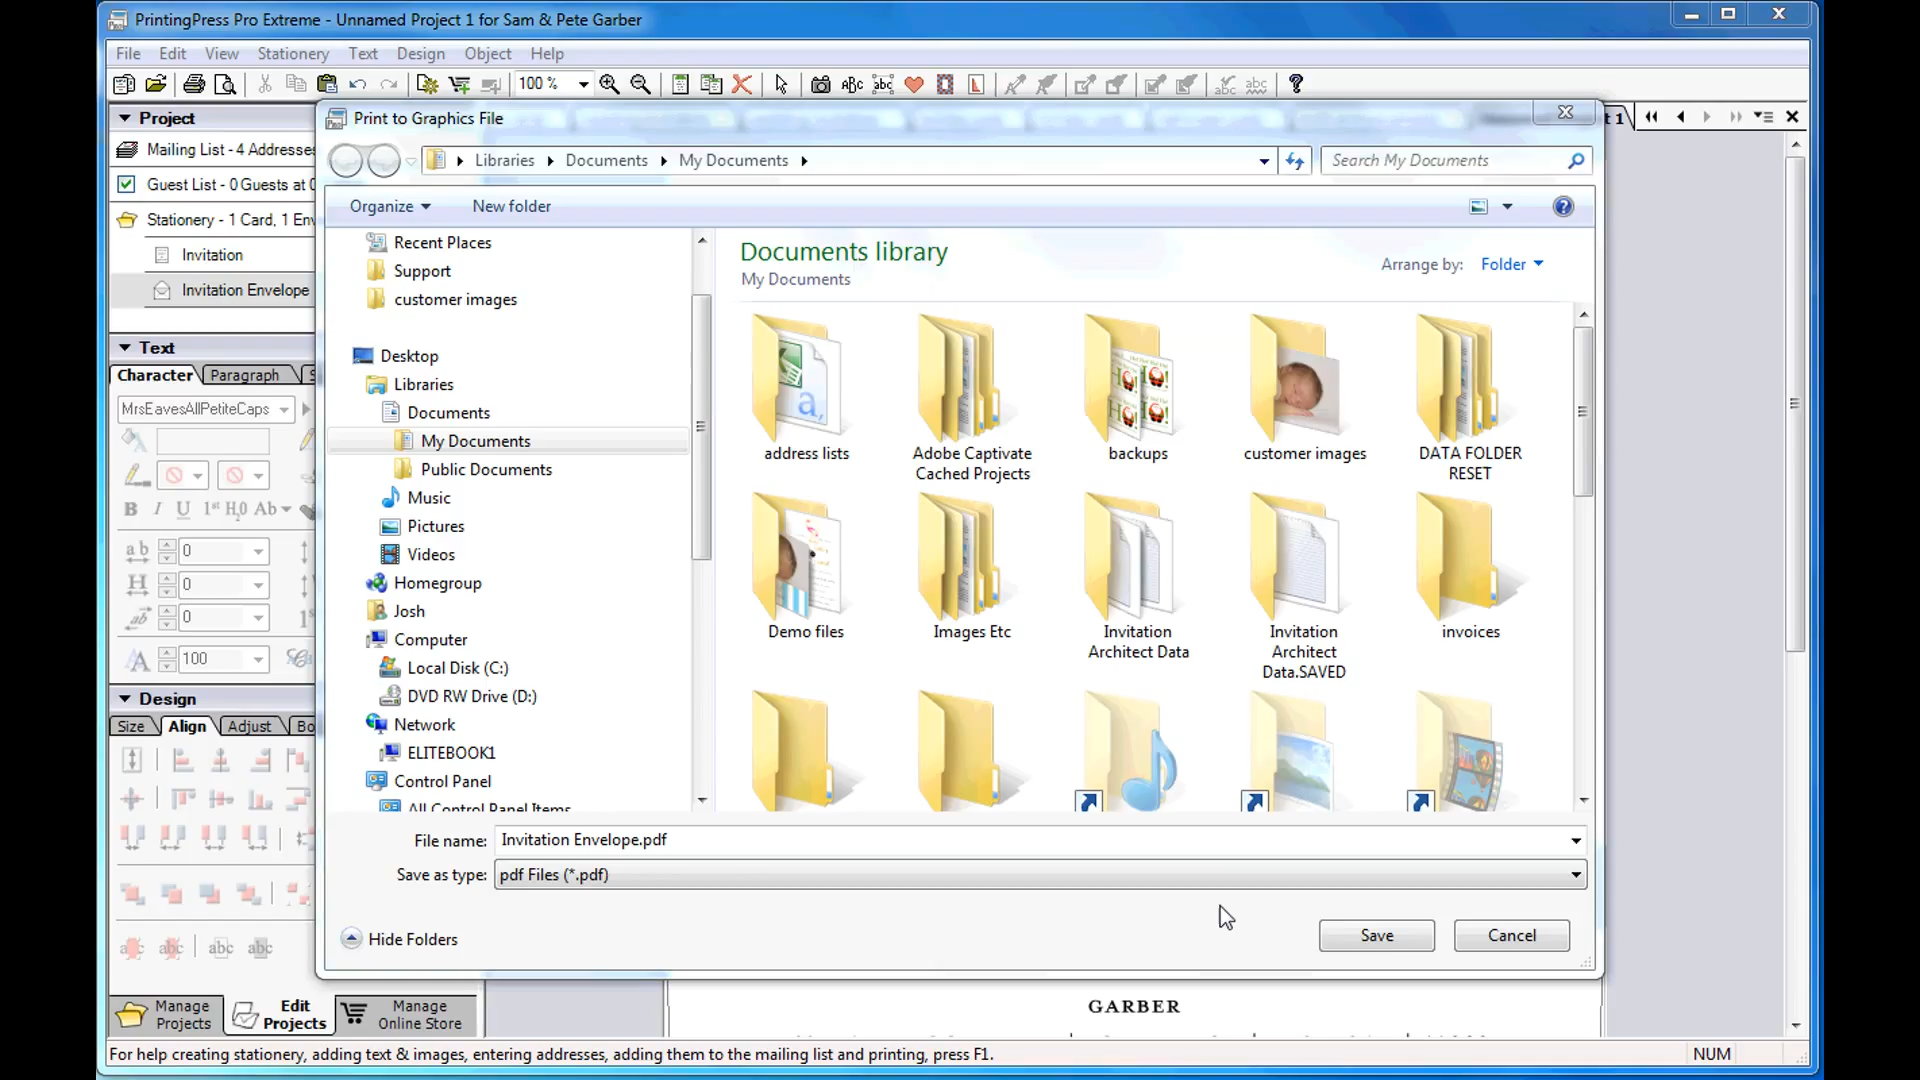 PrintingPress Pro Extreme - Unnamed Project 1 for Sam & Pete Garber
File Edit View Stationery Text Design Object Help
100 %
Project
Mailing List - 4 Addresses
Guest List - 0 Guests at 0
Stationery - 1 Card, 1 Env
Invitation
Invitation Envelope
Text
Character Paragraph
MrsEavesAllPetiteCaps
0
0
0
100
Design
Size Align Adjust Bo
Manage Projects
Edit Projects
Manage Online Store
Print to Graphics File
Libraries Documents My Documents
Search My Documents
Organize New folder
Recent Places
Support
customer images
Desktop
Libraries
Documents
My Documents
Public Documents
Music
Pictures
Videos
Homegroup
Josh
Computer
Local Disk (C:)
DVD RW Drive (D:)
Network
ELITEBOOK1
Control Panel
All Control Panel Items
Documents library
My Documents
Arrange by: Folder
address lists
Adobe Captivate Cached Projects
backups
customer images
DATA FOLDER RESET
Demo files
Images Etc
Invitation Architect Data
Invitation Architect Data.SAVED
invoices
File name: Invitation Envelope.pdf
Save as type: pdf Files (*.pdf)
Hide Folders
Save
Cancel
GARBER
For help creating stationery, adding text & images, entering addresses, adding them to the mailing list and printing, press F1.
NUM